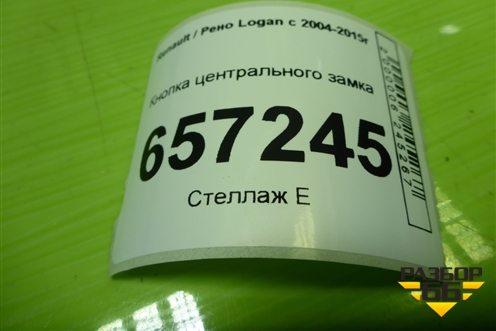 Renault / Рено Logan с 2004-2015г
Кнопка центрального замка
657245
Стеллаж Е
РАЗБОР
66